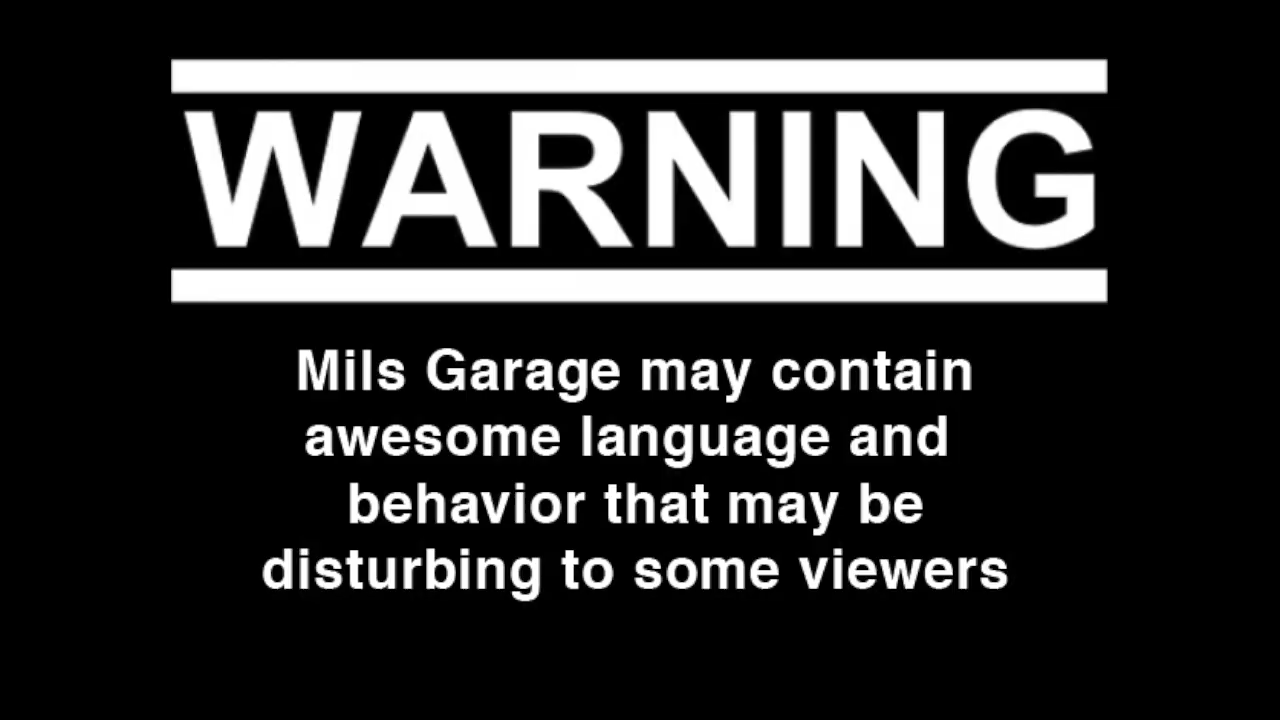 WARNING
Mils Garage may contain
awesome language and
behavior that may be
disturbing to some viewers